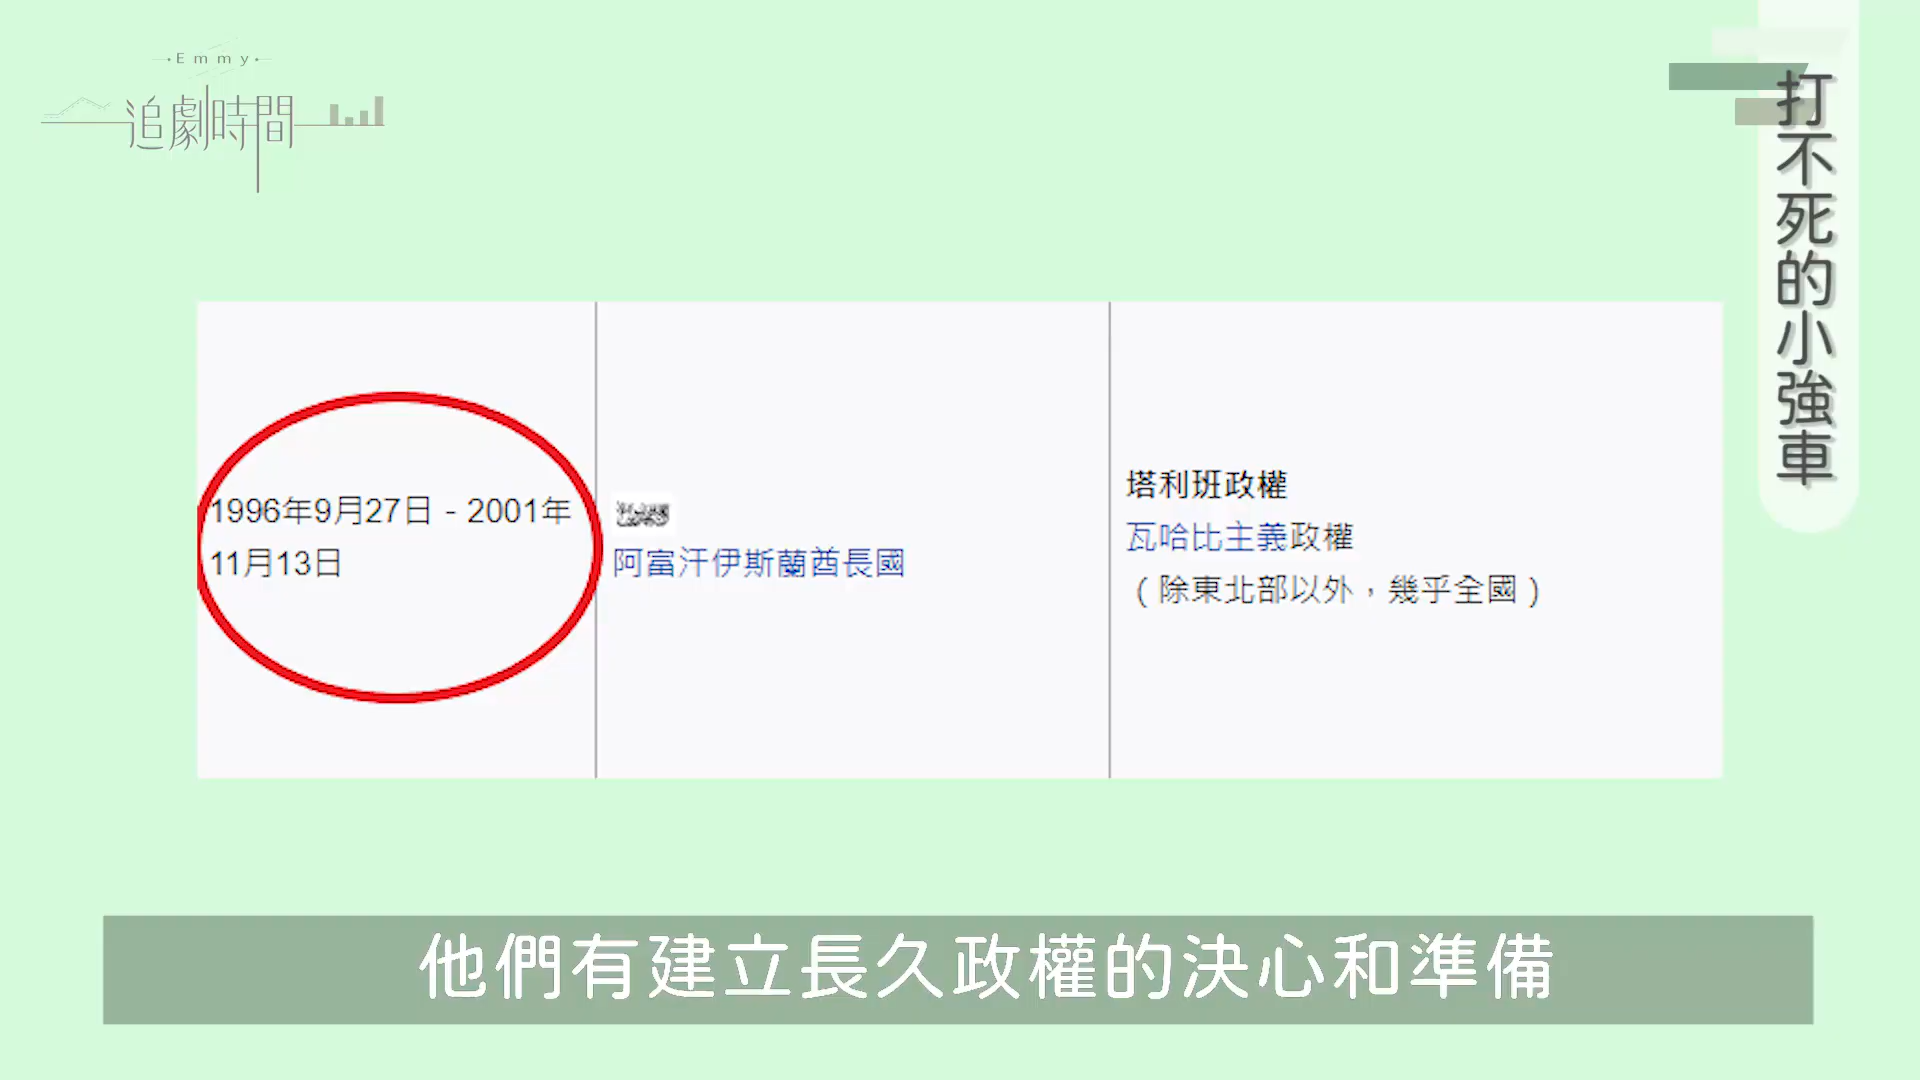 Emmy
追劇時間
打不死的小強車
1996年9月27日 - 2001年
11月13日
阿富汗伊斯蘭酋長國
塔利班政權
瓦哈比主義政權
（除東北部以外，幾乎全國）
他們有建立長久政權的決心和準備